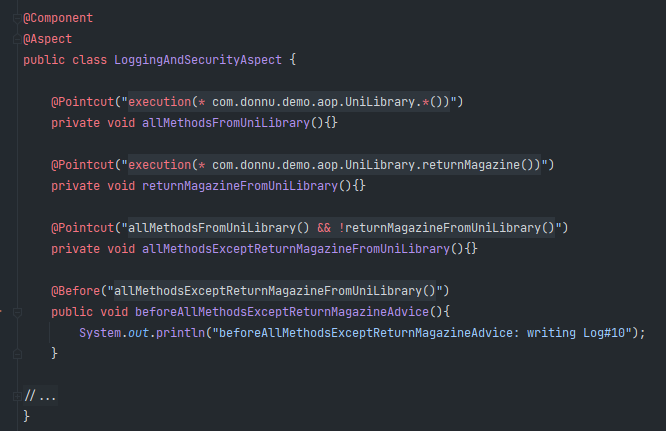 @Component
@Aspect
public class LoggingAndSecurityAspect {
@Pointcut("execution(* com.donnu.demo.aop.UniLibrary.*())")
private void allMethodsFromUniLibrary(){}
@Pointcut("execution(* com.donnu.demo.aop.UniLibrary.returnMagazine())")
private void returnMagazineFromUniLibrary(){}
@Pointcut("allMethodsFromUniLibrary() && !returnMagazineFromUniLibrary()")
private void allMethodsExceptReturnMagazineFromUniLibrary(){}
@Before("allMethodsExceptReturnMagazineFromUniLibrary()")
public void beforeAllMethodsExceptReturnMagazineAdvice(){
System.out.println("beforeAllMethodsExceptReturnMagazineAdvice: writing Log#10");
}
//...
}